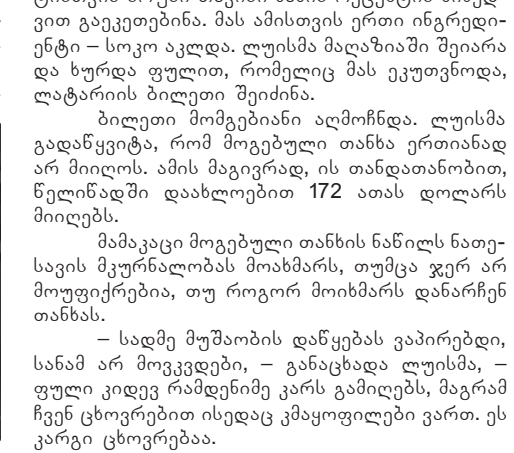 ვით გაეკეთებინა. მას ამისთვის ერთი ინგრედი-
ენტი – სოკო აკლდა. ლუისმა მაღაზიაში შეიარა
და ხურდა ფულით, რომელიც მას ეკუთვნოდა,
ლატარიის ბილეთი შეიძინა.
ბილეთი მომგებიანი აღმოჩნდა. ლუისმა
გადაწყვიტა, რომ მოგებული თანხა ერთიანად
არ მიიღოს. ამის მაგივრად, ის თანდათანობით,
წელიწადში დაახლოებით 172 ათას დოლარს
მიიღებს.
მამაკაცი მოგებული თანხის ნაწილს ნათე-
სავის მკურნალობას მოახმარს, თუმცა ჯერ არ
მოუფიქრებია, თუ როგორ მოიხმარს დანარჩენ
თანხას.
– სადმე მუშაობის დაწყებას ვაპირებდი,
სანამ არ მოვკვდები, – განაცხადა ლუისმა, –
ფული კიდევ რამდენიმე კარს გამიღებს, მაგრამ
ჩვენ ცხოვრებით ისედაც კმაყოფილები ვართ. ეს
კარგი ცხოვრებაა.